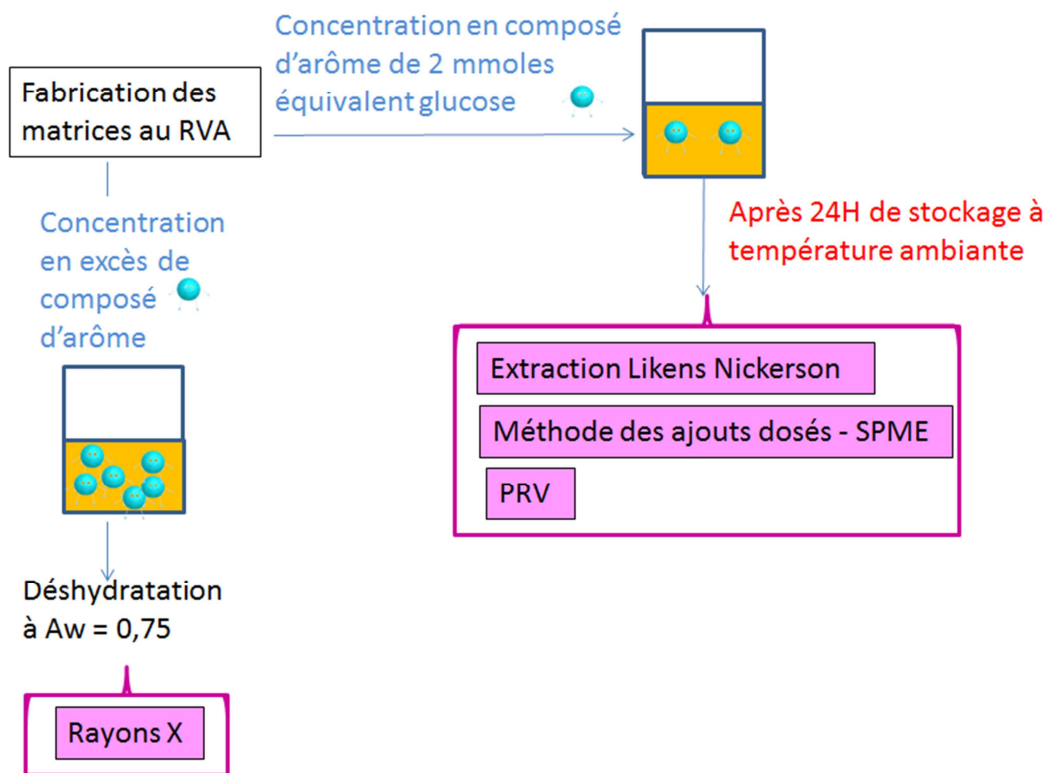 Fabrication des
matrices au RVA
Concentration en composé
d'arôme de 2 mmoles
équivalent glucose
Après 24H de stockage à
température ambiante
Extraction Likens Nickerson
Méthode des ajouts dosés - SPME
PRV
Concentration
en excès de
composé
d'arôme
Déshydratation
à Aw = 0,75
Rayons X